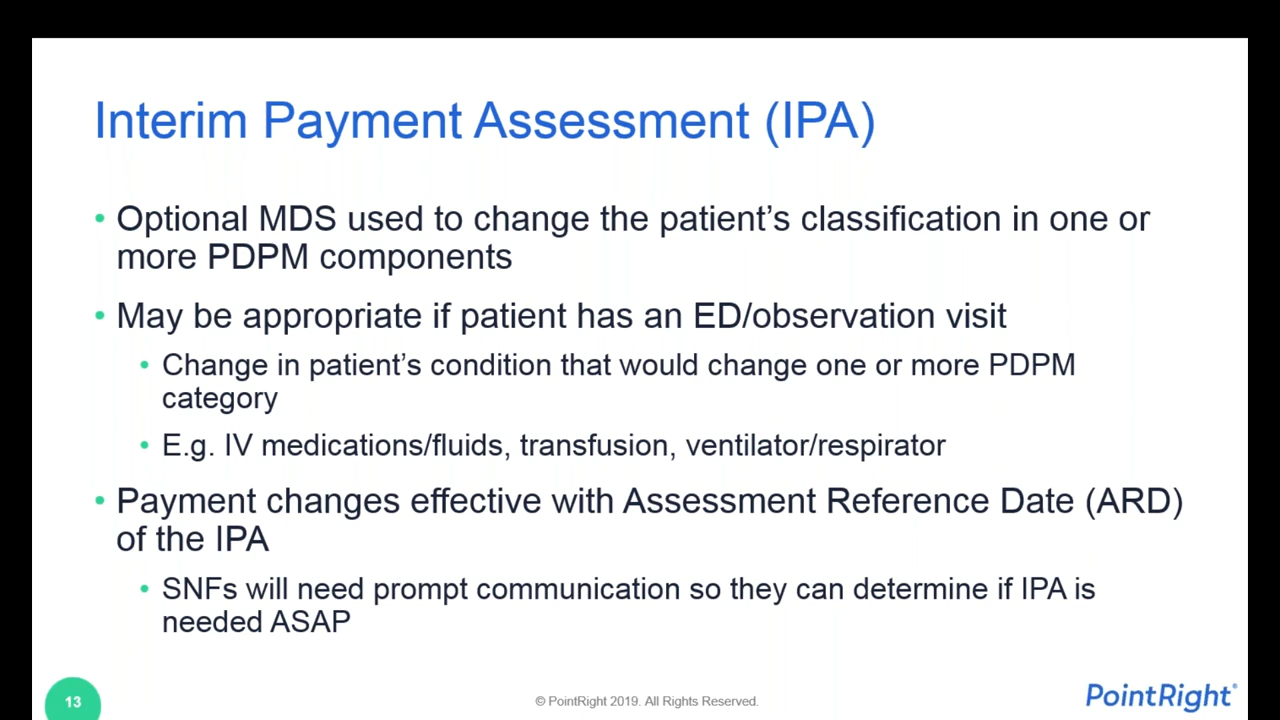 Interim Payment Assessment (IPA)
• Optional MDS used to change the patient's classification in one or
more PDPM components
• May be appropriate if patient has an ED/observation visit
• Change in patient's condition that would change one or more PDPM
category
• E.g. IV medications/fluids, transfusion, ventilator/respirator
• Payment changes effective with Assessment Reference Date (ARD)
of the IPA
• SNFs will need prompt communication so they can determine if IPA is
needed ASAP
13
© PointRight 2019. All Rights Reserved.
PointRight®